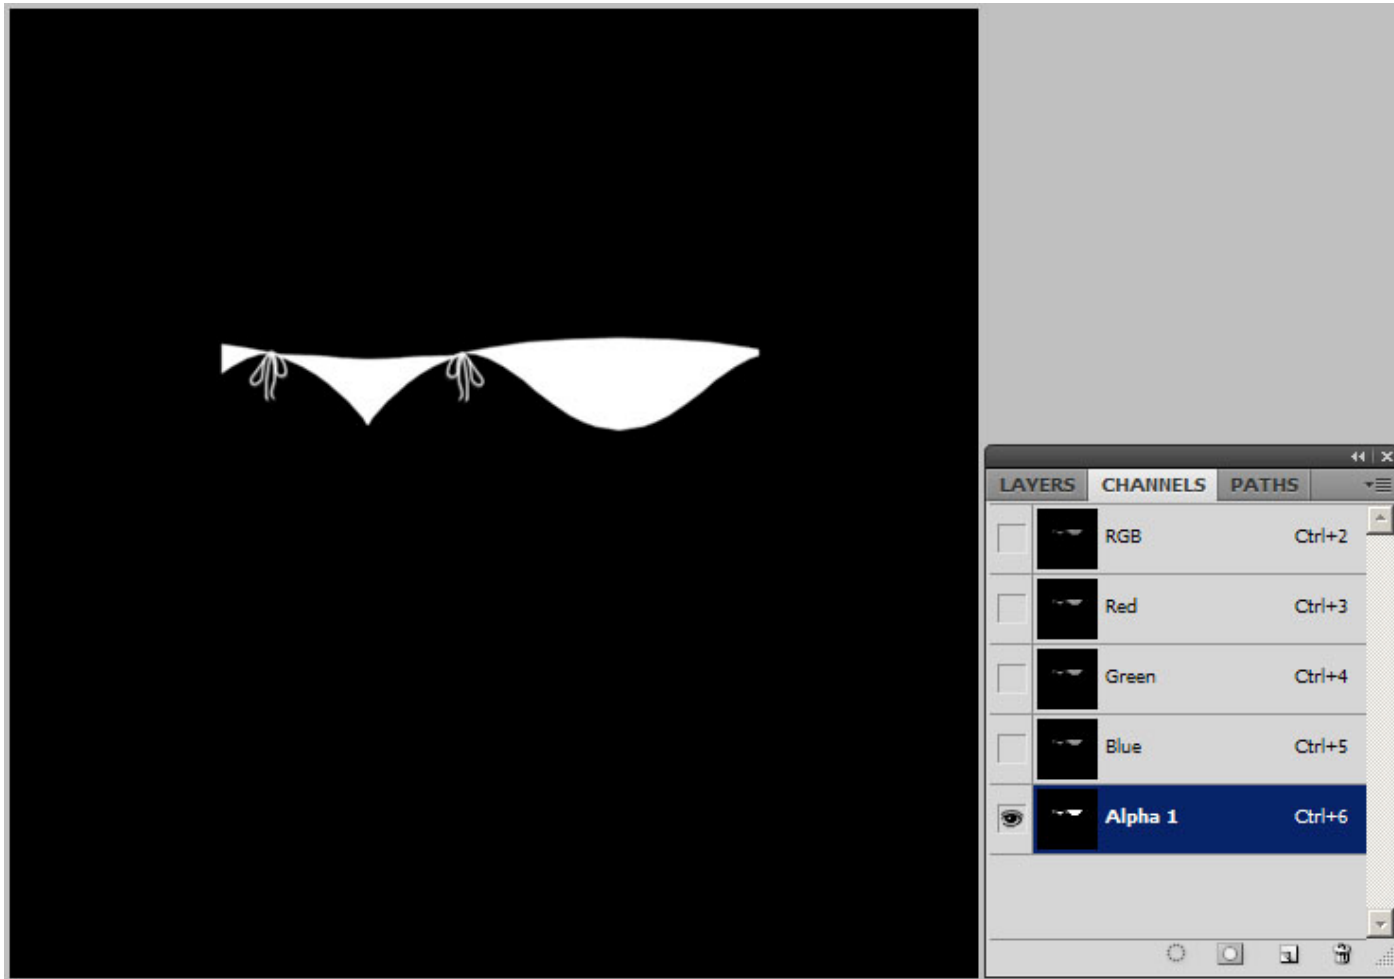 LAYERS CHANNELS PATHS
RGB Ctrl+2
Red Ctrl+3
Green Ctrl+4
Blue Ctrl+5
Alpha 1 Ctrl+6